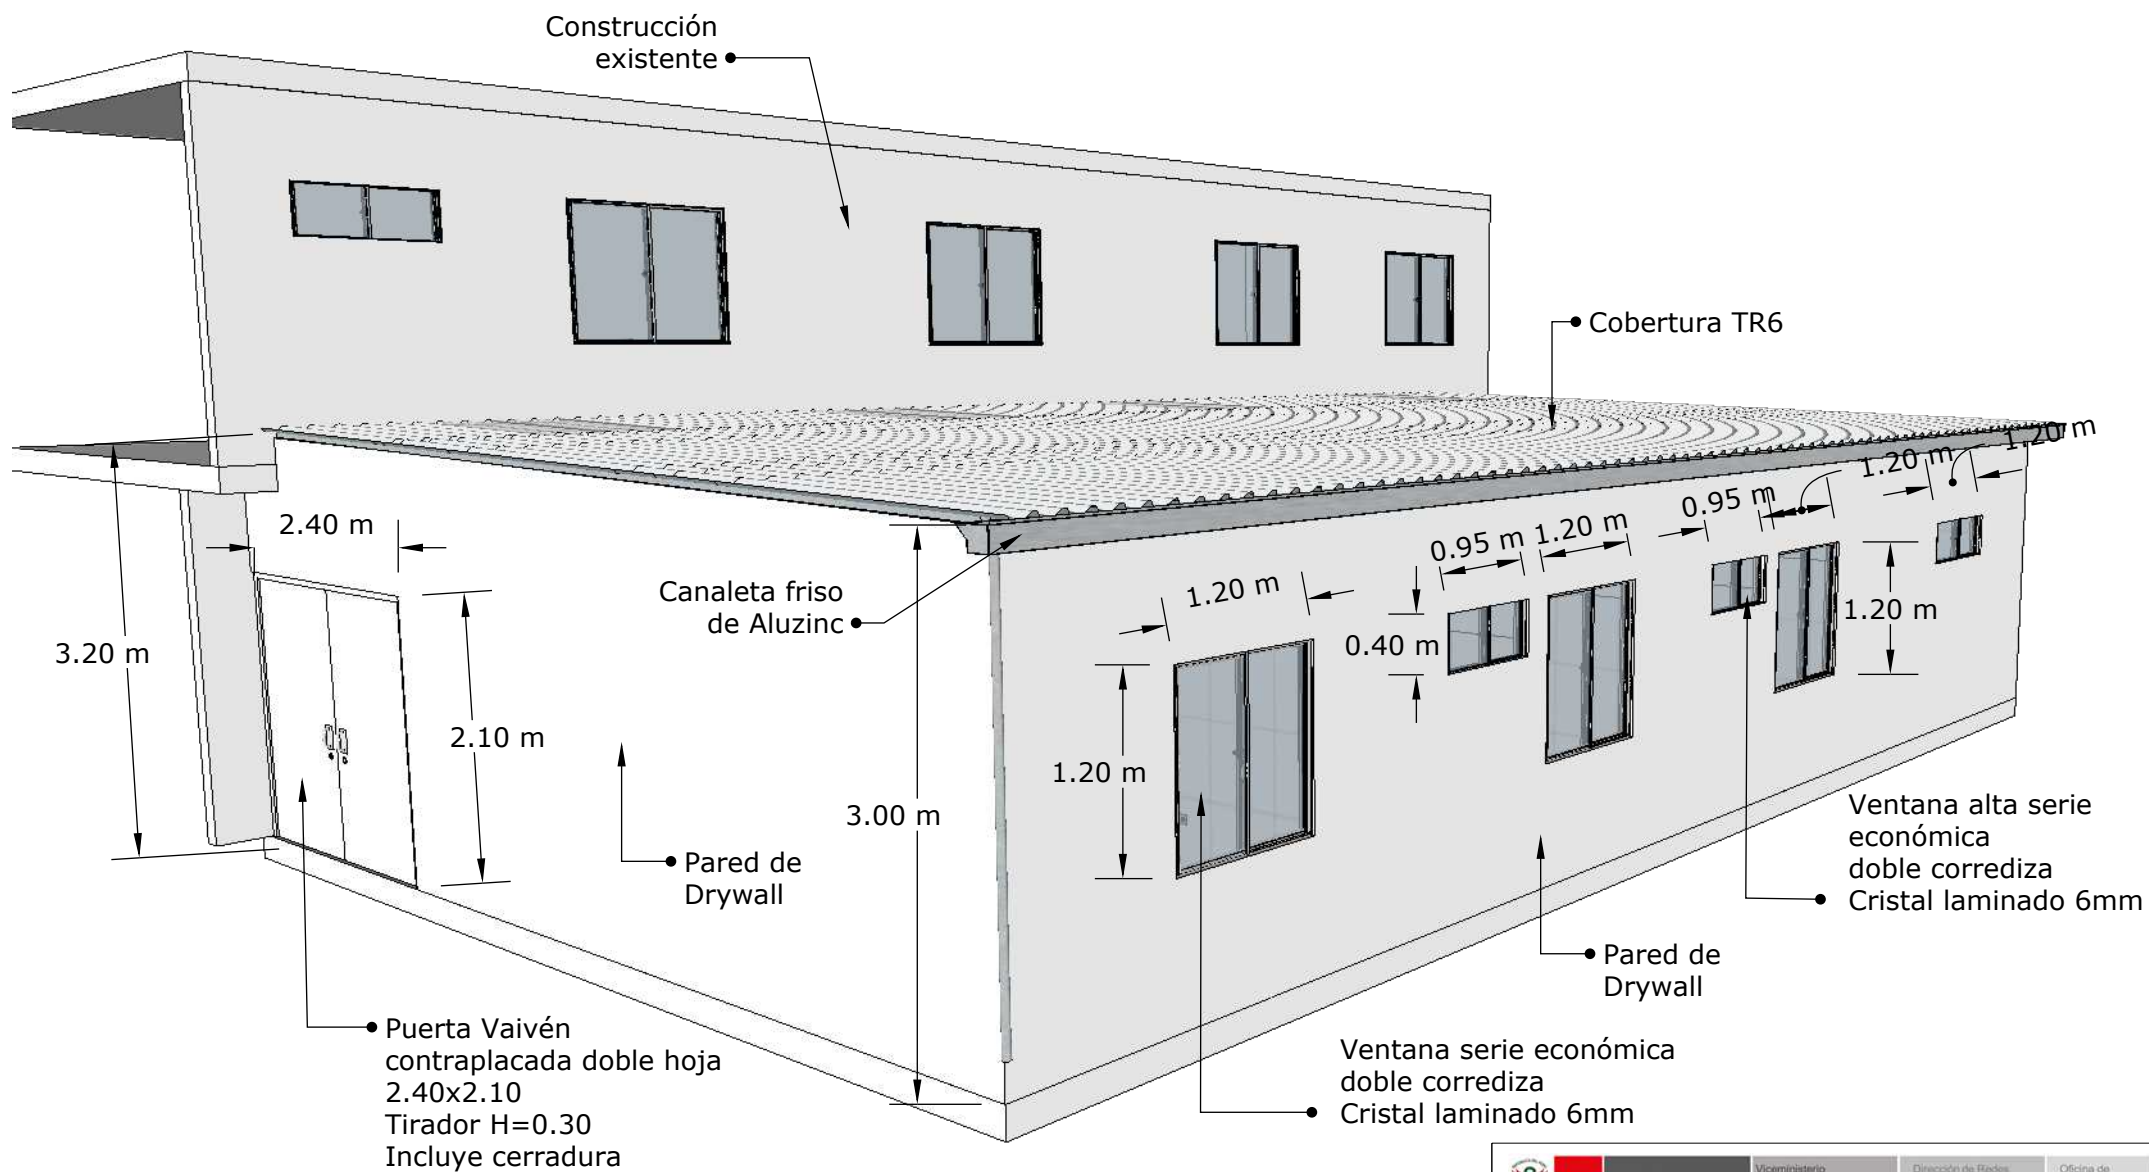 Construcción
existente
Cobertura TR6
1.20 m
1.20 m
0.95 m
0.95 m
1.20 m
2.40 m
1.20 m
Canaleta friso
de Aluzinc
0.40 m
1.20 m
3.20 m
2.10 m
1.20 m
3.00 m
Ventana alta serie
económica
doble corrediza
Cristal laminado 6mm
Pared de
Drywall
Pared de
Drywall
Puerta Vaivén
contraplacada doble hoja
2.40x2.10
Tirador H=0.30
Incluye cerradura
Ventana serie económica
doble corrediza
Cristal laminado 6mm
Viceministerio
Dirección de Redes
Oficina de